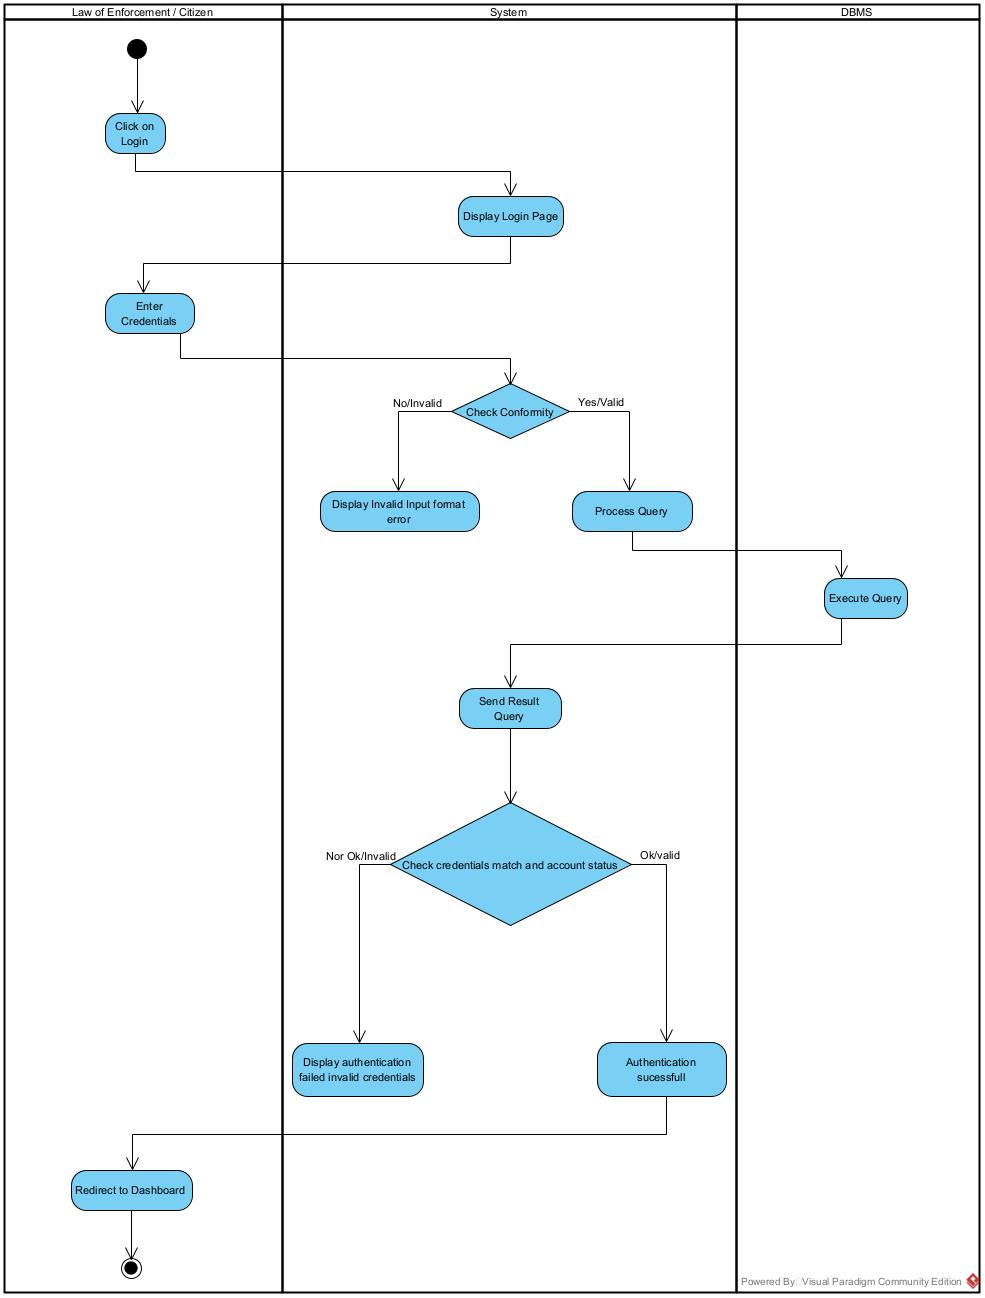 Law of Enforcement / Citizen
System
DBMS
Click on
Login
Display Login Page
Enter
Credentials
No/Invalid
Check Conformity
Yes/Valid
Display Invalid Input format
error
Process Query
Execute Query
Send Result
Query
Nor Ok/Invalid
Check credentials match and account status
Ok/valid
Display authentication
failed invalid credentials
Authentication
sucessfull
Redirect to Dashboard
Powered By Visual Paradigm Community Edition